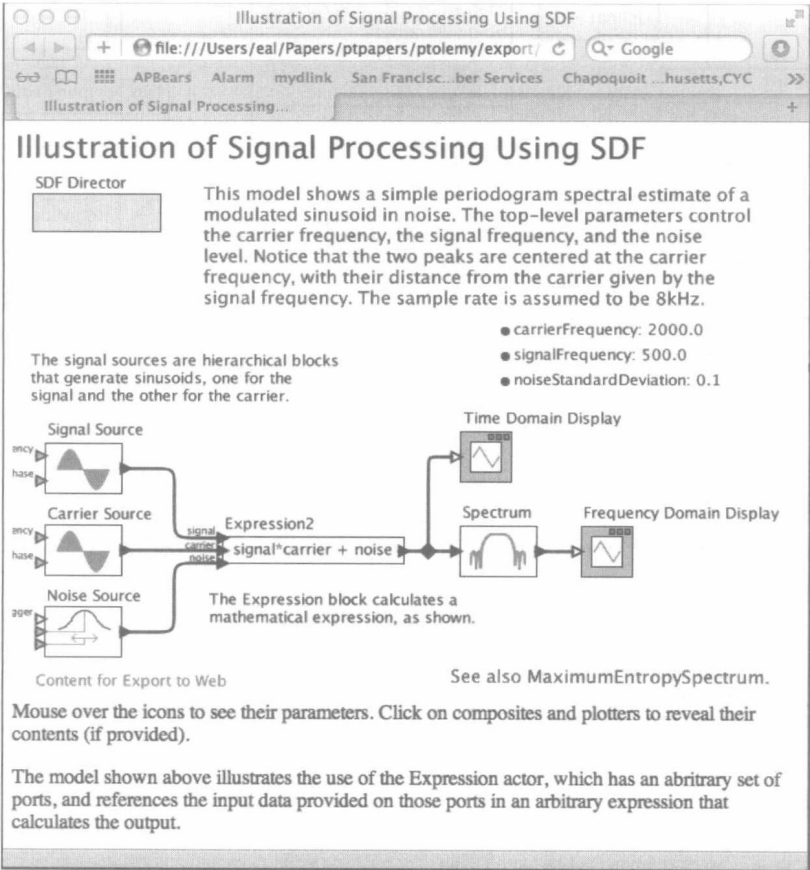 Illustration of Signal Processing Using SDF
file:///Users/eal/Papers/ptpapers/ptolemy/export/
Google
APBears Alarm mydlink San Francisc...ber Services Chapoquoit ...husetts,CYC >>
Illustration of Signal Processing...
Illustration of Signal Processing Using SDF
SDF Director
This model shows a simple periodogram spectral estimate of a
modulated sinusoid in noise. The top-level parameters control
the carrier frequency, the signal frequency, and the noise
level. Notice that the two peaks are centered at the carrier
frequency, with their distance from the carrier given by the
signal frequency. The sample rate is assumed to be 8kHz.
carrierFrequency: 2000.0
signalFrequency: 500.0
noiseStandardDeviation: 0.1
The signal sources are hierarchical blocks
that generate sinusoids, one for the
signal and the other for the carrier.
Time Domain Display
Signal Source
ency
hase
Carrier Source
ency
hase
signal
carrier
noise
Expression2
signal*carrier + noise
Spectrum
Frequency Domain Display
Noise Source
ager
The Expression block calculates a
mathematical expression, as shown.
Content for Export to Web
See also MaximumEntropySpectrum.
Mouse over the icons to see their parameters. Click on composites and plotters to reveal their
contents (if provided).
The model shown above illustrates the use of the Expression actor, which has an abritrary set of
ports, and references the input data provided on those ports in an arbitrary expression that
calculates the output.